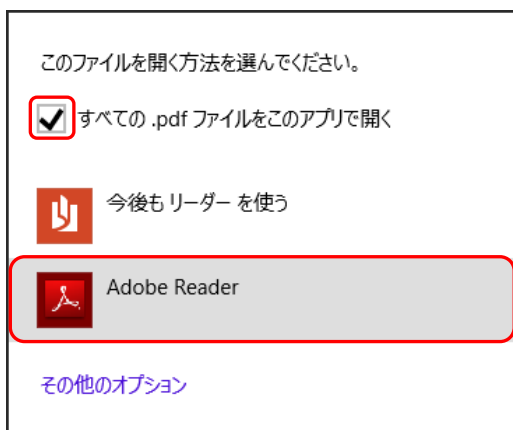 このファイルを開く方法を選んでください。
すべての .pdf ファイルをこのアプリで開く
今後も リーダー を使う
Adobe Reader
その他のオプション